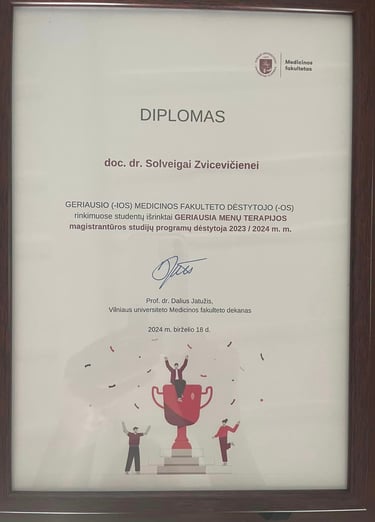 Medicinos
fakultetas
DIPLOMAS
doc. dr. Solveigai Zvicevičienei
GERIAUSIO (-IOS) MEDICINOS FAKULTETO DĖSTYTOJO (-OS)
rinkimuose studentų išrinktai GERIAUSIA MENŲ TERAPIJOS
magistrantūros studijų programų dėstytoja 2023 / 2024 m. m.
Prof. dr. Dalius Jatužis,
Vilniaus universiteto Medicinos fakulteto dekanas
2024 m. birželio 18 d.